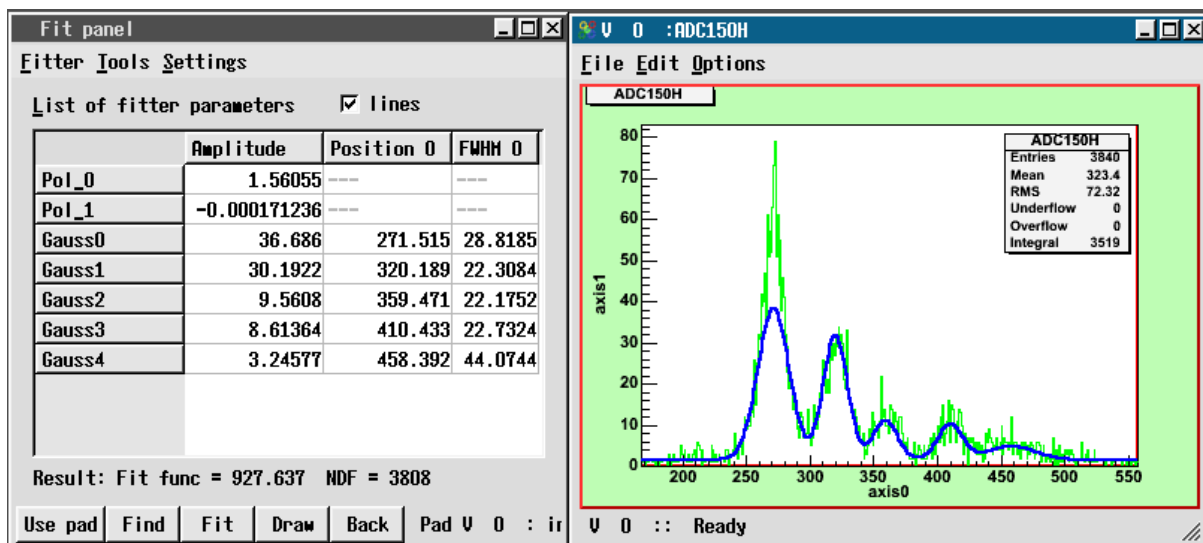 Fit panel
Fitter Tools Settings
List of fitter parameters lines
Amplitude Position 0 FWHM 0
Pol_0 1.56055 --- ---
Pol_1 -0.000171236 --- ---
Gauss0 36.686 271.515 28.8185
Gauss1 30.1922 320.189 22.3084
Gauss2 9.5608 359.471 22.1752
Gauss3 8.61364 410.433 22.7324
Gauss4 3.24577 458.392 44.0744
Result: Fit func = 927.637 NDF = 3808
Use pad Find Fit Draw Back Pad V 0 : in
V 0 :ADC150H
File Edit Options
ADC150H
80
70
60
50
40
30
20
10
0
axis1
ADC150H
Entries 3840
Mean 323.4
RMS 72.32
Underflow 0
Overflow 0
Integral 3519
200 250 300 350 400 450 500 550
axis0
V 0 :: Ready